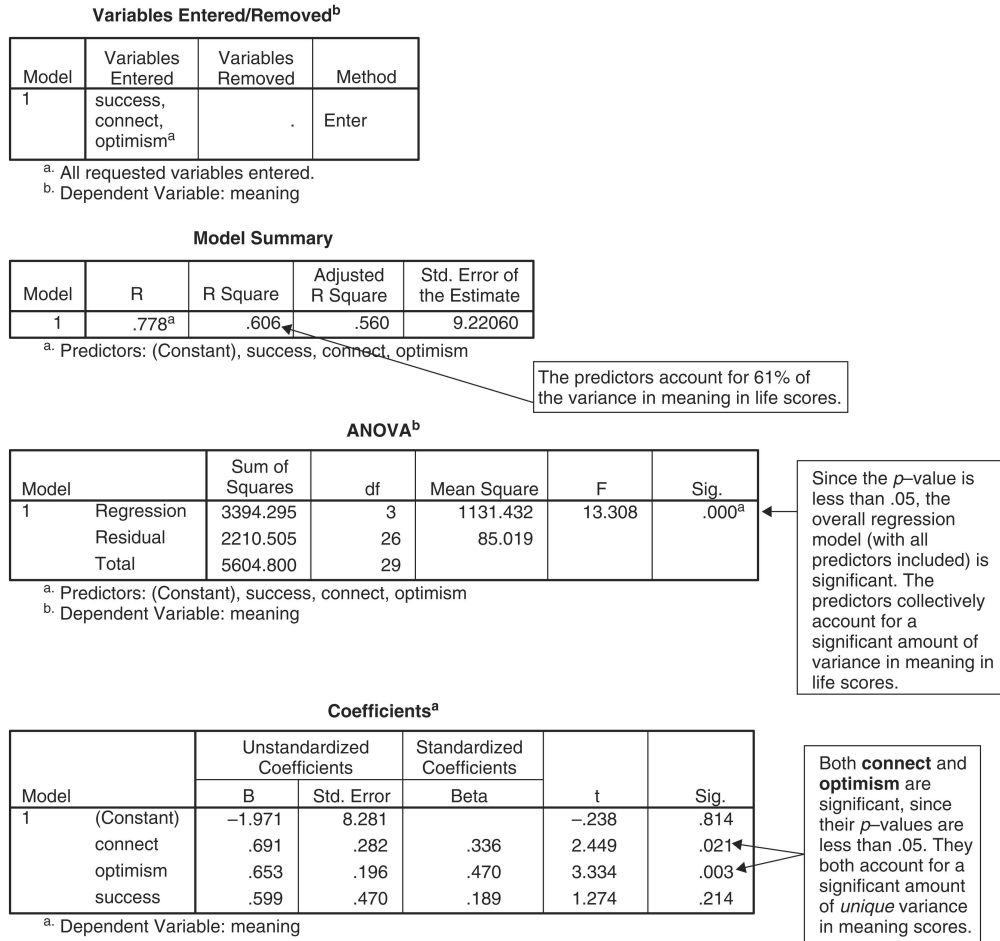 Variables Entered/Removedb
Model Variables Entered Variables Removed Method
1 success, connect, optimisma . Enter
a. All requested variables entered.
b. Dependent Variable: meaning
Model Summary
Model R R Square Adjusted R Square Std. Error of the Estimate
1 .778a .606 .560 9.22060
a. Predictors: (Constant), success, connect, optimism
The predictors account for 61% of
the variance in meaning in life scores.
ANOVAb
Model Sum of Squares df Mean Square F Sig.
1 Regression 3394.295 3 1131.432 13.308 .000a
Residual 2210.505 26 85.019
Total 5604.800 29
a. Predictors: (Constant), success, connect, optimism
b. Dependent Variable: meaning
Since the p–value is
less than .05, the
overall regression
model (with all
predictors included) is
significant. The
predictors collectively
account for a
significant amount of
variance in meaning in
life scores.
Coefficientsa
Model Unstandardized Coefficients Standardized Coefficients t Sig.
B Std. Error Beta
1 (Constant) –1.971 8.281 –.238 .814
connect .691 .282 .336 2.449 .021
optimism .653 .196 .470 3.334 .003
success .599 .470 .189 1.274 .214
a. Dependent Variable: meaning
Both connect and
optimism are
significant, since
their p–values are
less than .05. They
both account for a
significant amount
of unique variance
in meaning scores.